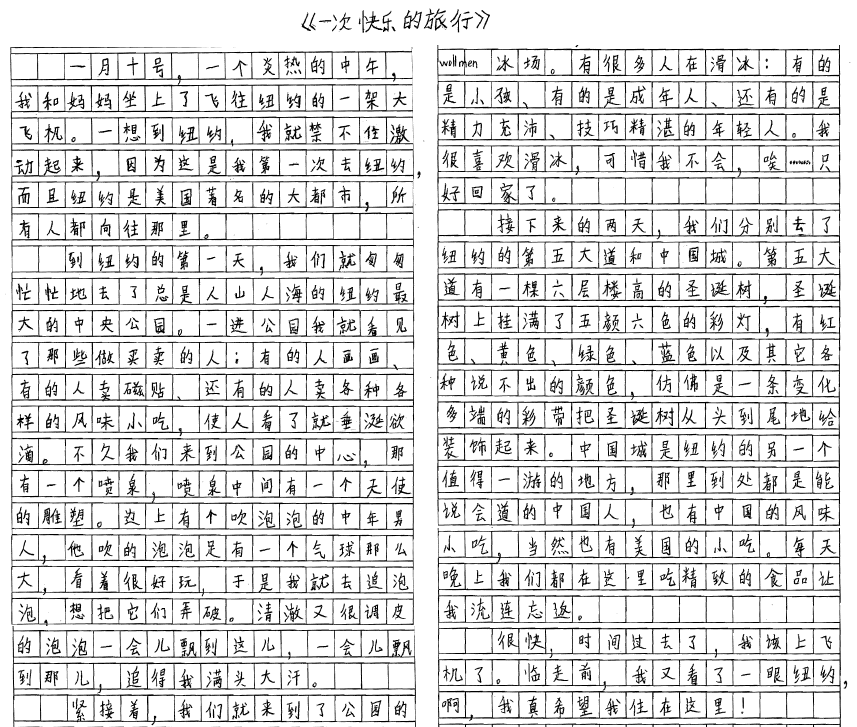 《一次快乐的旅行》
一月十号，一个炎热的中午，
我和妈妈坐上了飞往纽约的一架大
飞机。一想到纽约，我就禁不住激
动起来，因为这是我第一次去纽约，
而且纽约是美国著名的大都市，所
有人都向往那里。
到纽约的第一天，我们就匆匆
忙忙地去了总是人山人海的纽约最
大的中央公园。一进公园我就看见
了那些做买卖的人；有的人画画、
有的人卖磁贴、还有的人卖各种各
样的风味小吃，使人看了就垂涎欲
滴。不久我们来到公园的中心，那
有一个喷泉，喷泉中间有一个天使
的雕塑。边上有个吹泡泡的中年男
人，他吹的泡泡足有一个气球那么
大，看着很好玩，于是我就去追泡
泡，想把它们弄破。清澈又很调皮
的泡泡一会儿飘到这儿，一会儿飘
到那儿，追得我满头大汗。
紧接着，我们就来到了公园的
wollmen 冰场。有很多人在滑冰：有的
是小孩、有的是成年人、还有的是
精力充沛、技巧精湛的年轻人。我
很喜欢滑冰，可惜我不会，唉……只
好回家了。
接下来的两天，我们分别去了
纽约的第五大道和中国城。第五大
道有一棵六层楼高的圣诞树，圣诞
树上挂满了五颜六色的彩灯，有红
色、黄色、绿色、蓝色以及其它各
种说不出的颜色，仿佛是一条变化
多端的彩带把圣诞树从头到尾地给
装饰起来。中国城是纽约的另一个
值得一游的地方，那里到处都是能
说会道的中国人，也有中国的风味
小吃，当然也有美国的小吃。每天
晚上我们都在这里吃精致的食品让
我流连忘返。
很快，时间过去了，我该上飞
机了。临走前，我又看了一眼纽约，
啊，我真希望我住在这里！